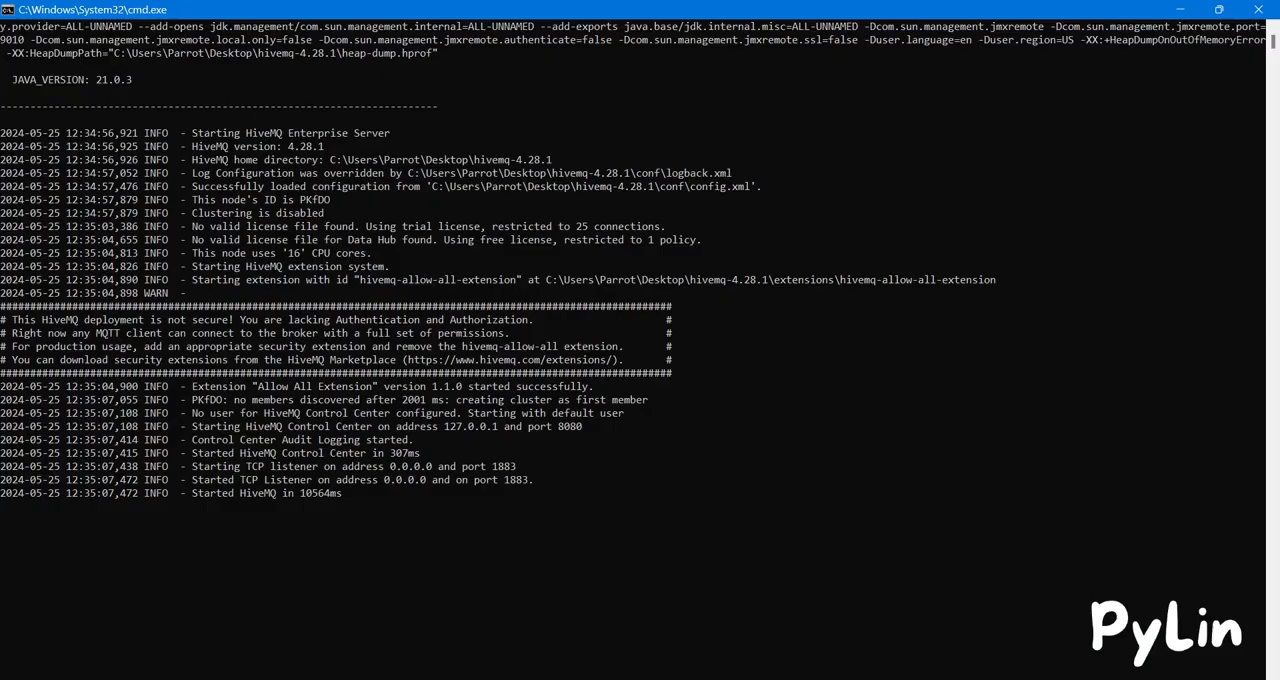 C:\Windows\System32\cmd.exe
y.provider=ALL-UNNAMED --add-opens jdk.management/com.sun.management.internal=ALL-UNNAMED --add-exports java.base/jdk.internal.misc=ALL-UNNAMED -Dcom.sun.management.jmxremote -Dcom.sun.management.jmxremote.port=
9010 -Dcom.sun.management.jmxremote.local.only=false -Dcom.sun.management.jmxremote.authenticate=false -Dcom.sun.management.jmxremote.ssl=false -Duser.language=en -Duser.region=US -XX:+HeapDumpOnOutOfMemoryError
-XX:HeapDumpPath="C:\Users\Parrot\Desktop\hivemq-4.28.1\heap-dump.hprof"
JAVA_VERSION: 21.0.3
-------------------------------------------------------------------------
2024-05-25 12:34:56,921 INFO  - Starting HiveMQ Enterprise Server
2024-05-25 12:34:56,925 INFO  - HiveMQ version: 4.28.1
2024-05-25 12:34:56,926 INFO  - HiveMQ home directory: C:\Users\Parrot\Desktop\hivemq-4.28.1
2024-05-25 12:34:57,052 INFO  - Log Configuration was overridden by C:\Users\Parrot\Desktop\hivemq-4.28.1\conf\logback.xml
2024-05-25 12:34:57,476 INFO  - Successfully loaded configuration from 'C:\Users\Parrot\Desktop\hivemq-4.28.1\conf\config.xml'.
2024-05-25 12:34:57,879 INFO  - This node's ID is PKfDO
2024-05-25 12:34:57,879 INFO  - Clustering is disabled
2024-05-25 12:35:03,386 INFO  - No valid license file found. Using trial license, restricted to 25 connections.
2024-05-25 12:35:04,655 INFO  - No valid license file for Data Hub found. Using free license, restricted to 1 policy.
2024-05-25 12:35:04,813 INFO  - This node uses '16' CPU cores.
2024-05-25 12:35:04,826 INFO  - Starting HiveMQ extension system.
2024-05-25 12:35:04,890 INFO  - Starting extension with id "hivemq-allow-all-extension" at C:\Users\Parrot\Desktop\hivemq-4.28.1\extensions\hivemq-allow-all-extension
2024-05-25 12:35:04,898 WARN  -
################################################################################################################
# This HiveMQ deployment is not secure! You are lacking Authentication and Authorization.                       #
# Right now any MQTT client can connect to the broker with a full set of permissions.                           #
# For production usage, add an appropriate security extension and remove the hivemq-allow-all extension.        #
# You can download security extensions from the HiveMQ Marketplace (https://www.hivemq.com/extensions/).        #
################################################################################################################
2024-05-25 12:35:04,900 INFO  - Extension "Allow All Extension" version 1.1.0 started successfully.
2024-05-25 12:35:07,055 INFO  - PKfDO: no members discovered after 2001 ms: creating cluster as first member
2024-05-25 12:35:07,108 INFO  - No user for HiveMQ Control Center configured. Starting with default user
2024-05-25 12:35:07,108 INFO  - Starting HiveMQ Control Center on address 127.0.0.1 and port 8080
2024-05-25 12:35:07,414 INFO  - Control Center Audit Logging started.
2024-05-25 12:35:07,415 INFO  - Started HiveMQ Control Center in 307ms
2024-05-25 12:35:07,438 INFO  - Starting TCP listener on address 0.0.0.0 and port 1883
2024-05-25 12:35:07,472 INFO  - Started TCP Listener on address 0.0.0.0 and on port 1883.
2024-05-25 12:35:07,472 INFO  - Started HiveMQ in 10564ms
PyLin